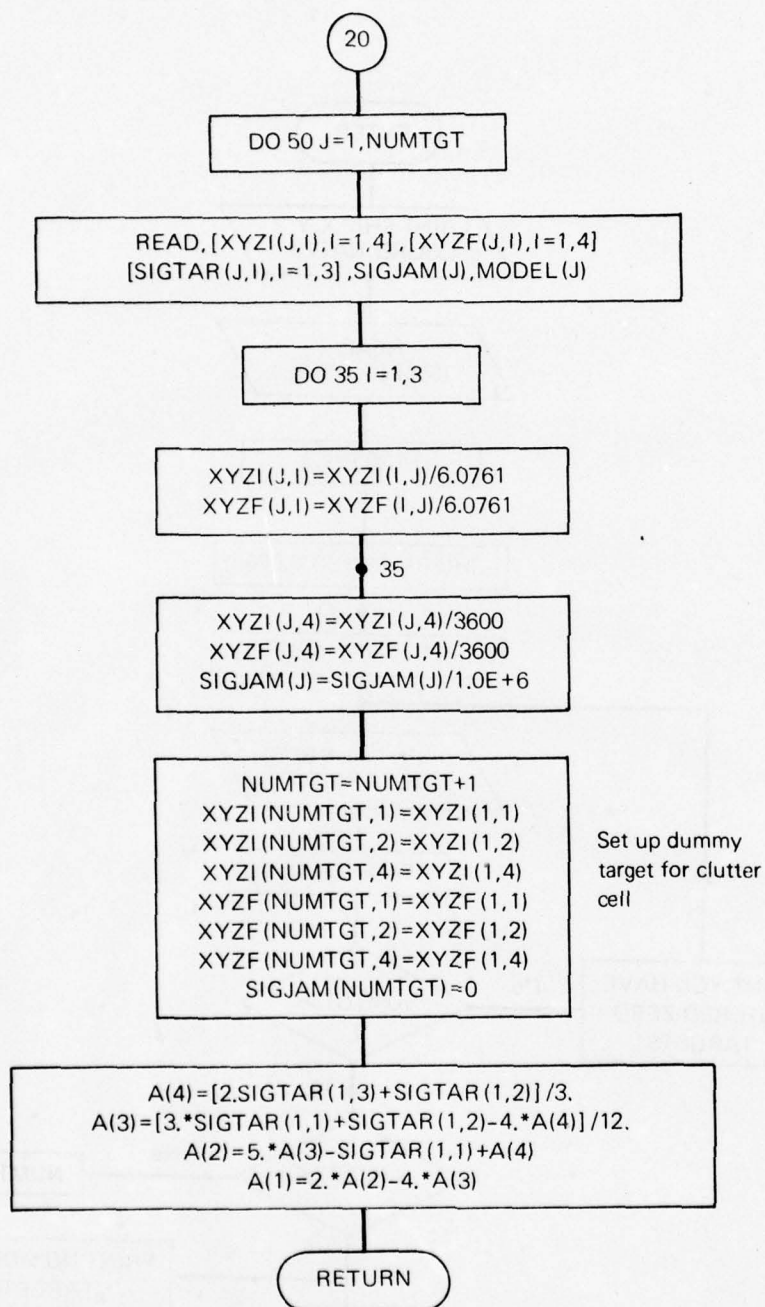 20
DO 50 J=1,NUMTGT
READ,[XYZI(J,I),I=1,4],[XYZF(J,I),I=1,4]
[SIGTAR(J,I),I=1,3],SIGJAM(J),MODEL(J)
DO 35 I=1,3
XYZI(J,I)=XYZI(I,J)/6.0761
XYZF(J,I)=XYZF(I,J)/6.0761
35
XYZI(J,4)=XYZI(J,4)/3600
XYZF(J,4)=XYZF(J,4)/3600
SIGJAM(J)=SIGJAM(J)/1.0E+6
NUMTGT=NUMTGT+1
XYZI(NUMTGT,1)=XYZI(1,1)
XYZI(NUMTGT,2)=XYZI(1,2)
XYZI(NUMTGT,4)=XYZI(1,4)
XYZF(NUMTGT,1)=XYZF(1,1)
XYZF(NUMTGT,2)=XYZF(1,2)
XYZF(NUMTGT,4)=XYZF(1,4)
SIGJAM(NUMTGT)=0
Set up dummy
target for clutter
cell
A(4)=[2.SIGTAR(1,3)+SIGTAR(1,2)]/3.
A(3)=[3.*SIGTAR(1,1)+SIGTAR(1,2)-4.*A(4)]/12.
A(2)=5.*A(3)-SIGTAR(1,1)+A(4)
A(1)=2.*A(2)-4.*A(3)
RETURN